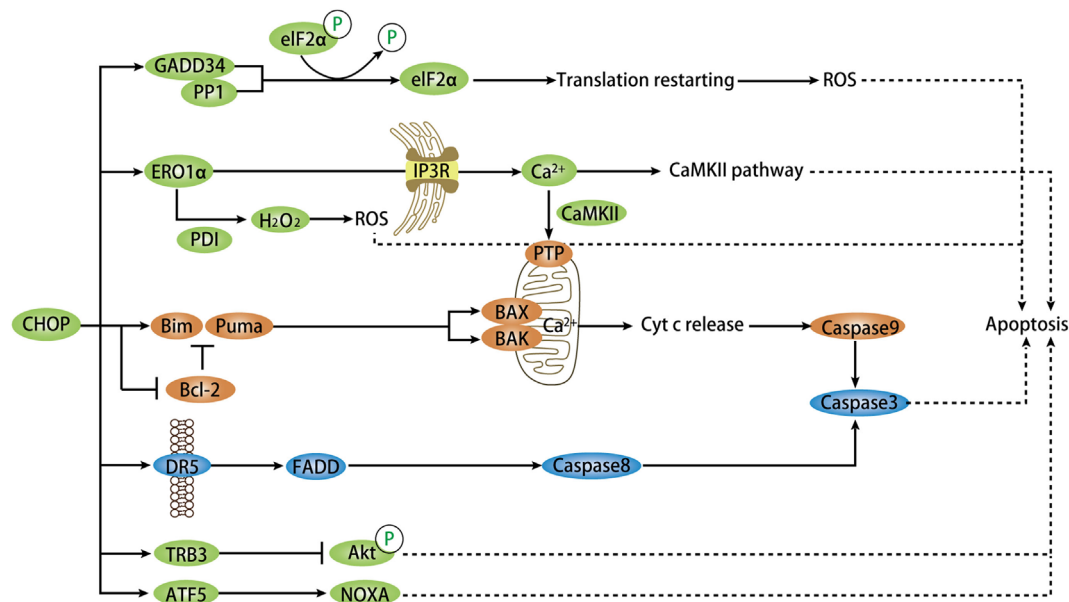 P
eIF2α
P
GADD34
PP1
eIF2α
Translation restarting
ROS
ERO1α
IP3R
Ca²⁺
CaMKII pathway
H₂O₂
ROS
CaMKII
PDI
PTP
CHOP
Bim
Puma
BAX
BAK
Ca²⁺
Cyt c release
Caspase9
Apoptosis
Bcl-2
Caspase3
DR5
FADD
Caspase8
TRB3
Akt
P
ATF5
NOXA